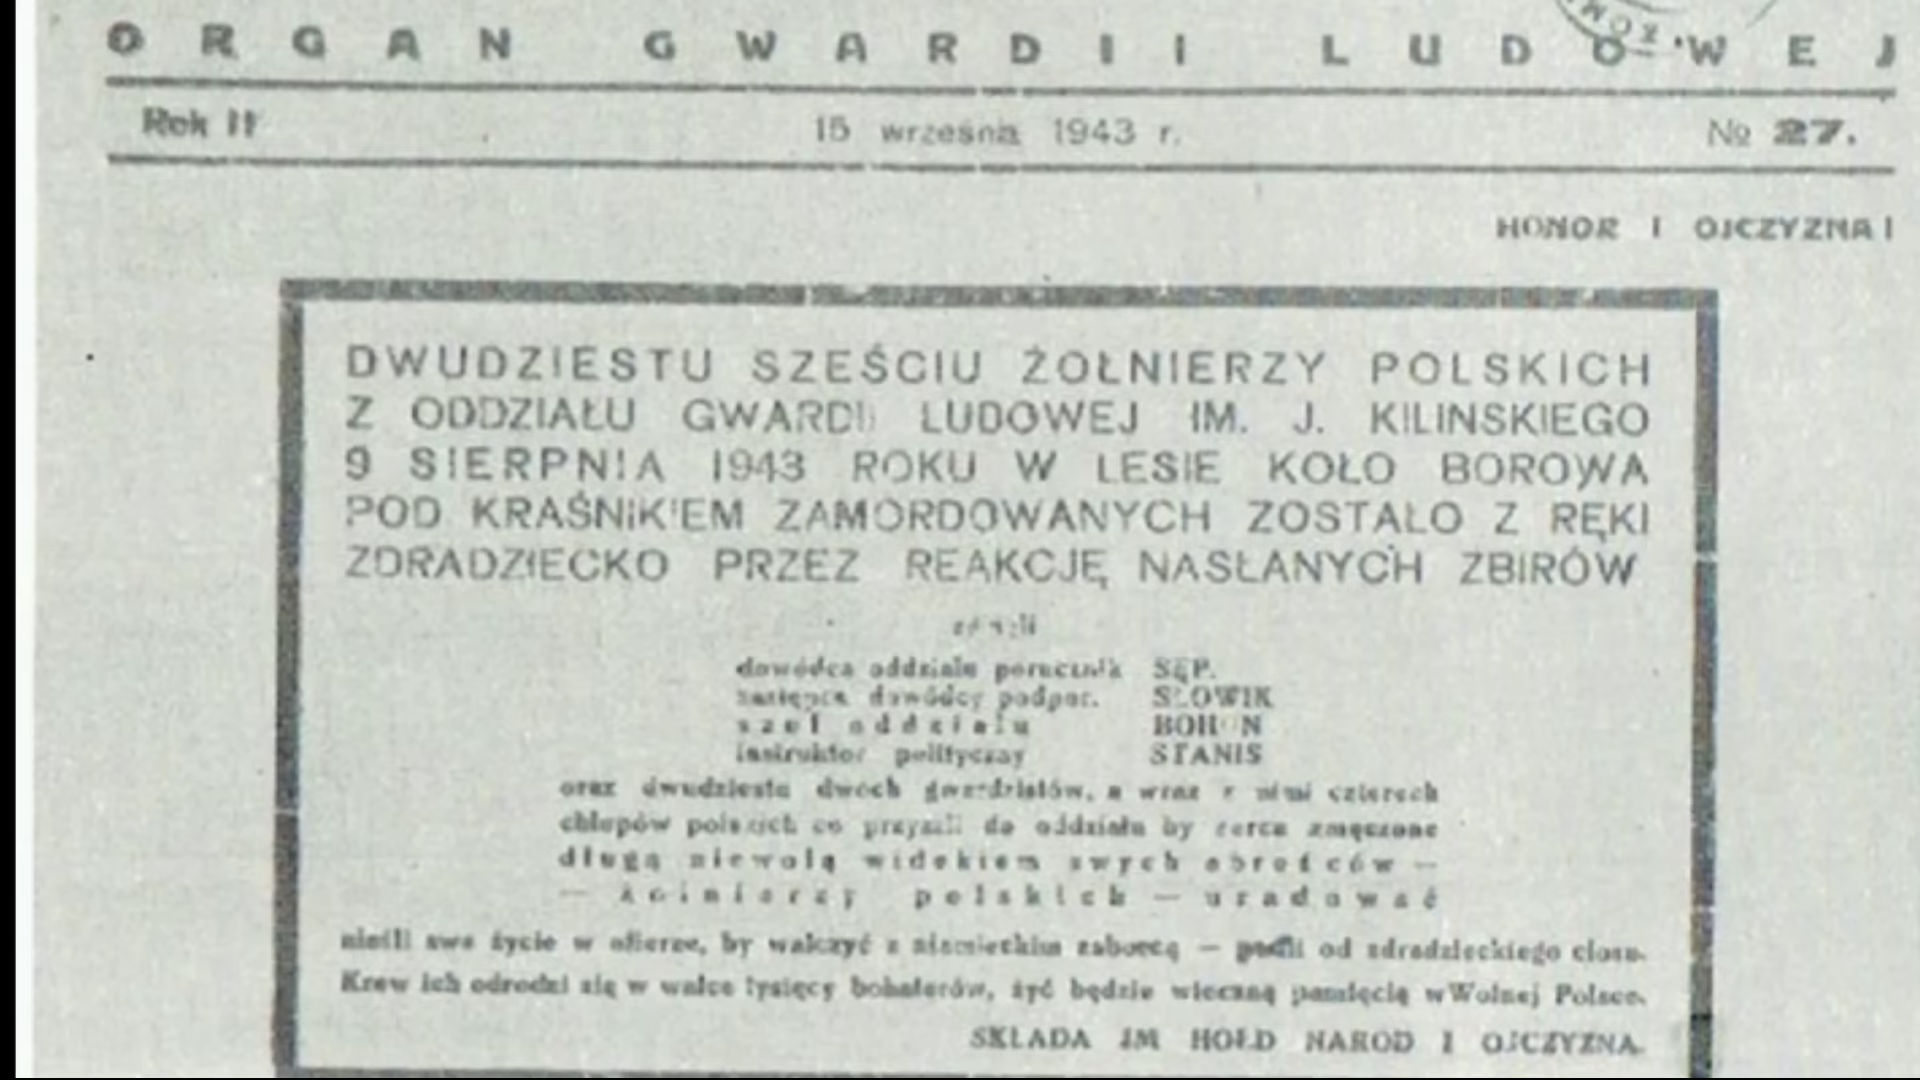 ORGAN GWARDII LUDOWEJ
Rok II 15 września 1943 r. № 27.
HONOR I OJCZYZNA!
DWUDZIESTU SZEŚCIU ŻOŁNIERZY POLSKICH
Z ODDZIAŁU GWARDII LUDOWEJ IM. J. KILINSKIEGO
9 SIERPNIA 1943 ROKU W LESIE KOŁO BOROWA
POD KRAŚNIKIEM ZAMORDOWANYCH ZOSTAŁO Z RĘKI
ZDRADZIECKO PRZEZ REAKCJĘ NASŁANYCH ZBIRÓW
dowódca oddziału porucznik SĘP.
zastępca dowódcy podpor. SŁOWIK
szef oddziału BOHUN
instruktor polityczny STANIS
oraz dwudziestu dwóch gwardzistów, a wraz z nimi czterech
chłopów polskich co przyszli do oddziału by serca zmęczone
długą niewolą widokiem swych obrońców —
— żołnierzy polskich — uradować
nieśli swe życie w ofierze, by walczyć z niemieckim zaborcą — padli od zdradzieckiego ciosu.
Krew ich odrodzi się w walce tysięcy bohaterów, żyć będzie wieczną pamięcią w Wolnej Polsce.
SKŁADA IM HOŁD NAROD I OJCZYZNA.